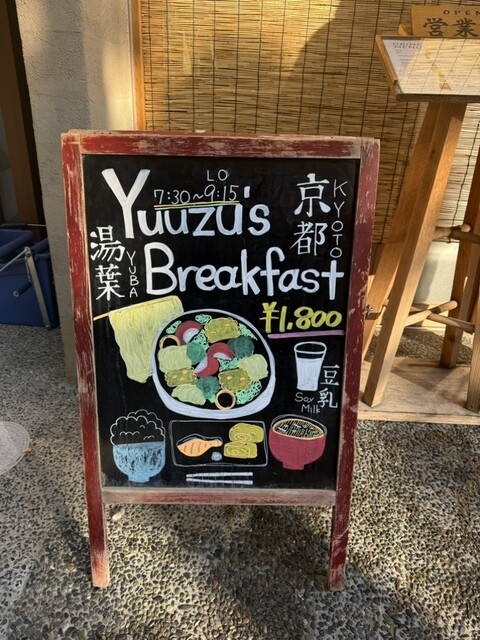 OPEN
営業
LO
7:30~9:15
Yuuzu's
京都
KYOTO
湯葉
YUBA
Breakfast
¥1,800
豆乳
Soy Milk